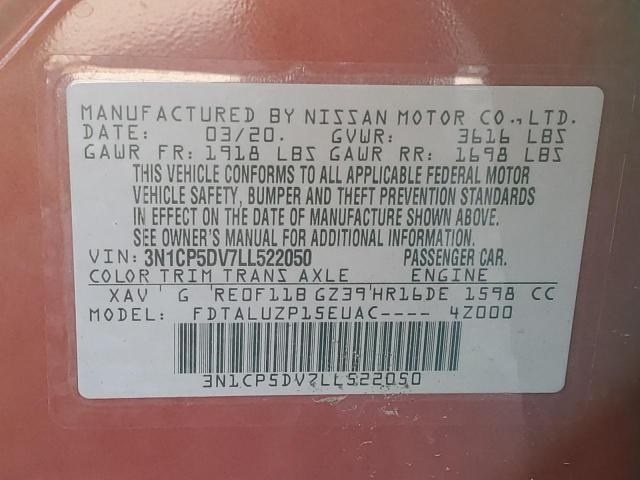 MANUFACTURED BY NISSAN MOTOR CO., LTD.
DATE: 03/20. GVWR: 3616 LBS
GAWR FR: 1918 LBS GAWR RR: 1698 LBS
THIS VEHICLE CONFORMS TO ALL APPLICABLE FEDERAL MOTOR
VEHICLE SAFETY, BUMPER AND THEFT PREVENTION STANDARDS
IN EFFECT ON THE DATE OF MANUFACTURE SHOWN ABOVE.
SEE OWNER'S MANUAL FOR ADDITIONAL INFORMATION.
VIN: 3N1CP5DV7LL522050 PASSENGER CAR.
COLOR TRIM TRANS AXLE ENGINE
XAV G RE0F11B GZ39 HR16DE 1598 CC
MODEL: FDTALUZP15EUAC---- 4Z000
3N1CP5DV7LL522050